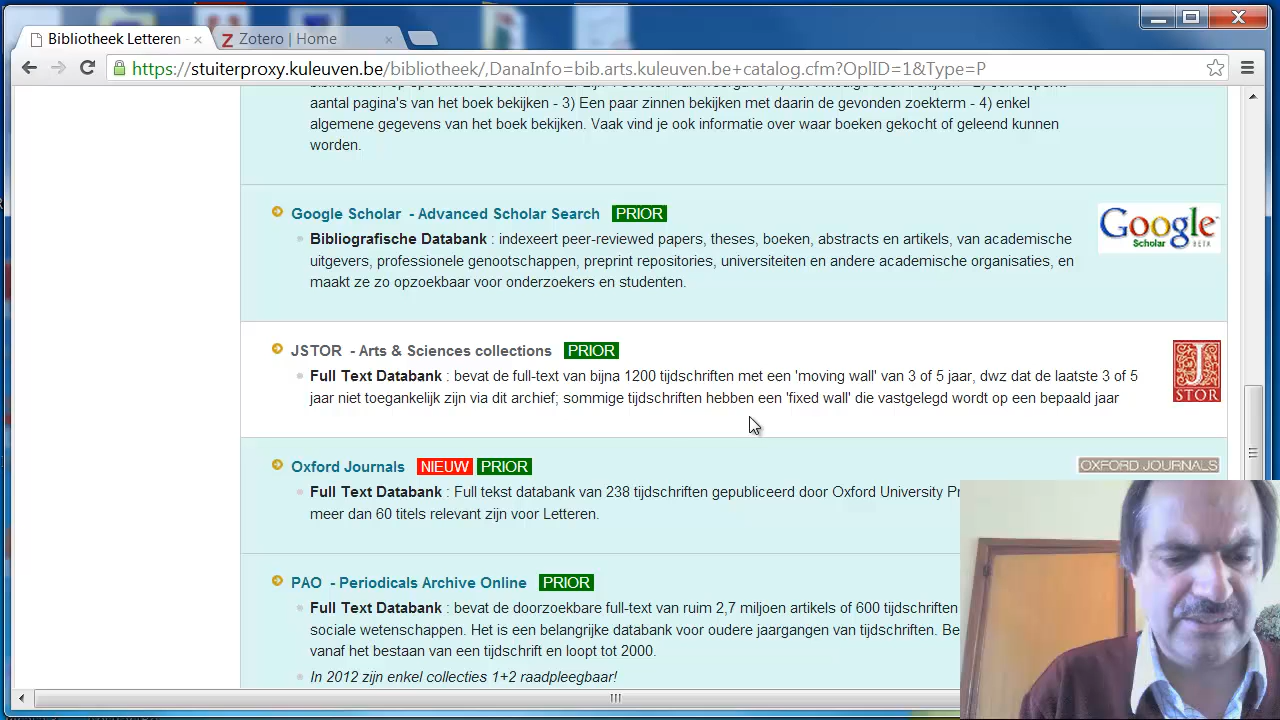 Bibliotheek Letteren -
Zotero | Home
https://stuiterproxy.kuleuven.be/bibliotheek/,DanaInfo=bib.arts.kuleuven.be+catalog.cfm?OplID=1&Type=P
aantal pagina's van het boek bekijken - 3) Een paar zinnen bekijken met daarin de gevonden zoekterm - 4) enkel
algemene gegevens van het boek bekijken. Vaak vind je ook informatie over waar boeken gekocht of geleend kunnen
worden.
Google Scholar - Advanced Scholar Search PRIOR
Google
Scholar BETA
Bibliografische Databank : indexeert peer-reviewed papers, theses, boeken, abstracts en artikels, van academische
uitgevers, professionele genootschappen, preprint repositories, universiteiten en andere academische organisaties, en
maakt ze zo opzoekbaar voor onderzoekers en studenten.
JSTOR - Arts & Sciences collections PRIOR
J
STOR
Full Text Databank : bevat de full-text van bijna 1200 tijdschriften met een 'moving wall' van 3 of 5 jaar, dwz dat de laatste 3 of 5
jaar niet toegankelijk zijn via dit archief; sommige tijdschriften hebben een 'fixed wall' die vastgelegd wordt op een bepaald jaar
Oxford Journals NIEUW PRIOR
OXFORD JOURNALS
Full Text Databank : Full tekst databank van 238 tijdschriften gepubliceerd door Oxford University
meer dan 60 titels relevant zijn voor Letteren.
PAO - Periodicals Archive Online PRIOR
Full Text Databank : bevat de doorzoekbare full-text van ruim 2,7 miljoen artikels of 600 tijdschriften
sociale wetenschappen. Het is een belangrijke databank voor oudere jaargangen van tijdschriften.
vanaf het bestaan van een tijdschrift en loopt tot 2000.
In 2012 zijn enkel collecties 1+2 raadpleegbaar!